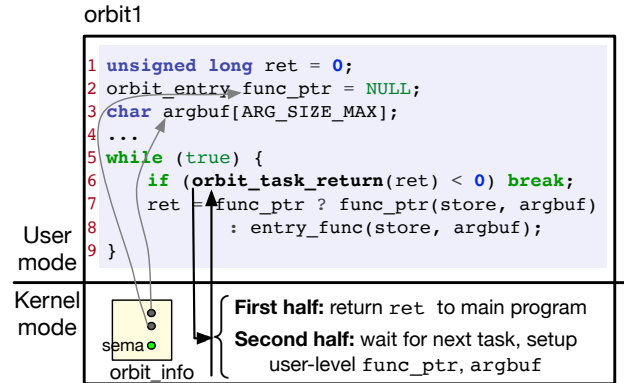 orbit1
1 unsigned long ret = 0;
2 orbit_entry func_ptr = NULL;
3 char argbuf[ARG_SIZE_MAX];
4 ...
5 while (true) {
6 if (orbit_task_return(ret) < 0) break;
7 ret = func_ptr ? func_ptr(store, argbuf)
8 : entry_func(store, argbuf);
9 }
User
mode
Kernel
mode
First half: return ret to main program
Second half: wait for next task, setup
user-level func_ptr, argbuf
sema
orbit_info